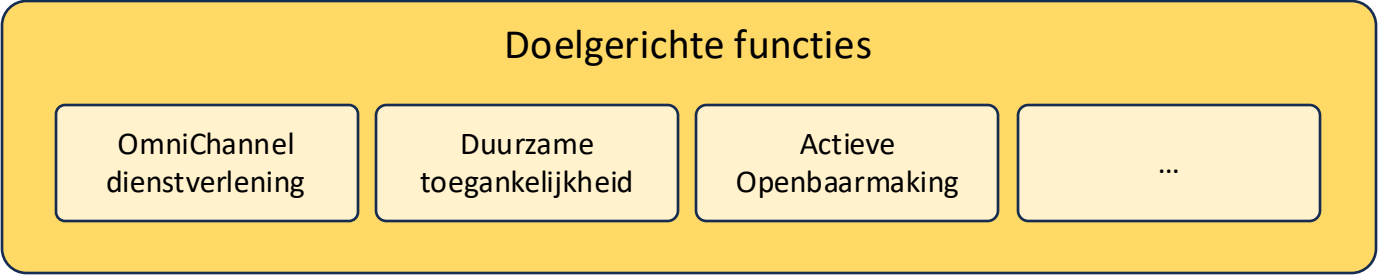 Doelgerichte functies
OmniChannel
dienstverlening
Duurzame
toegankelijkheid
Actieve
Openbaarmaking
...